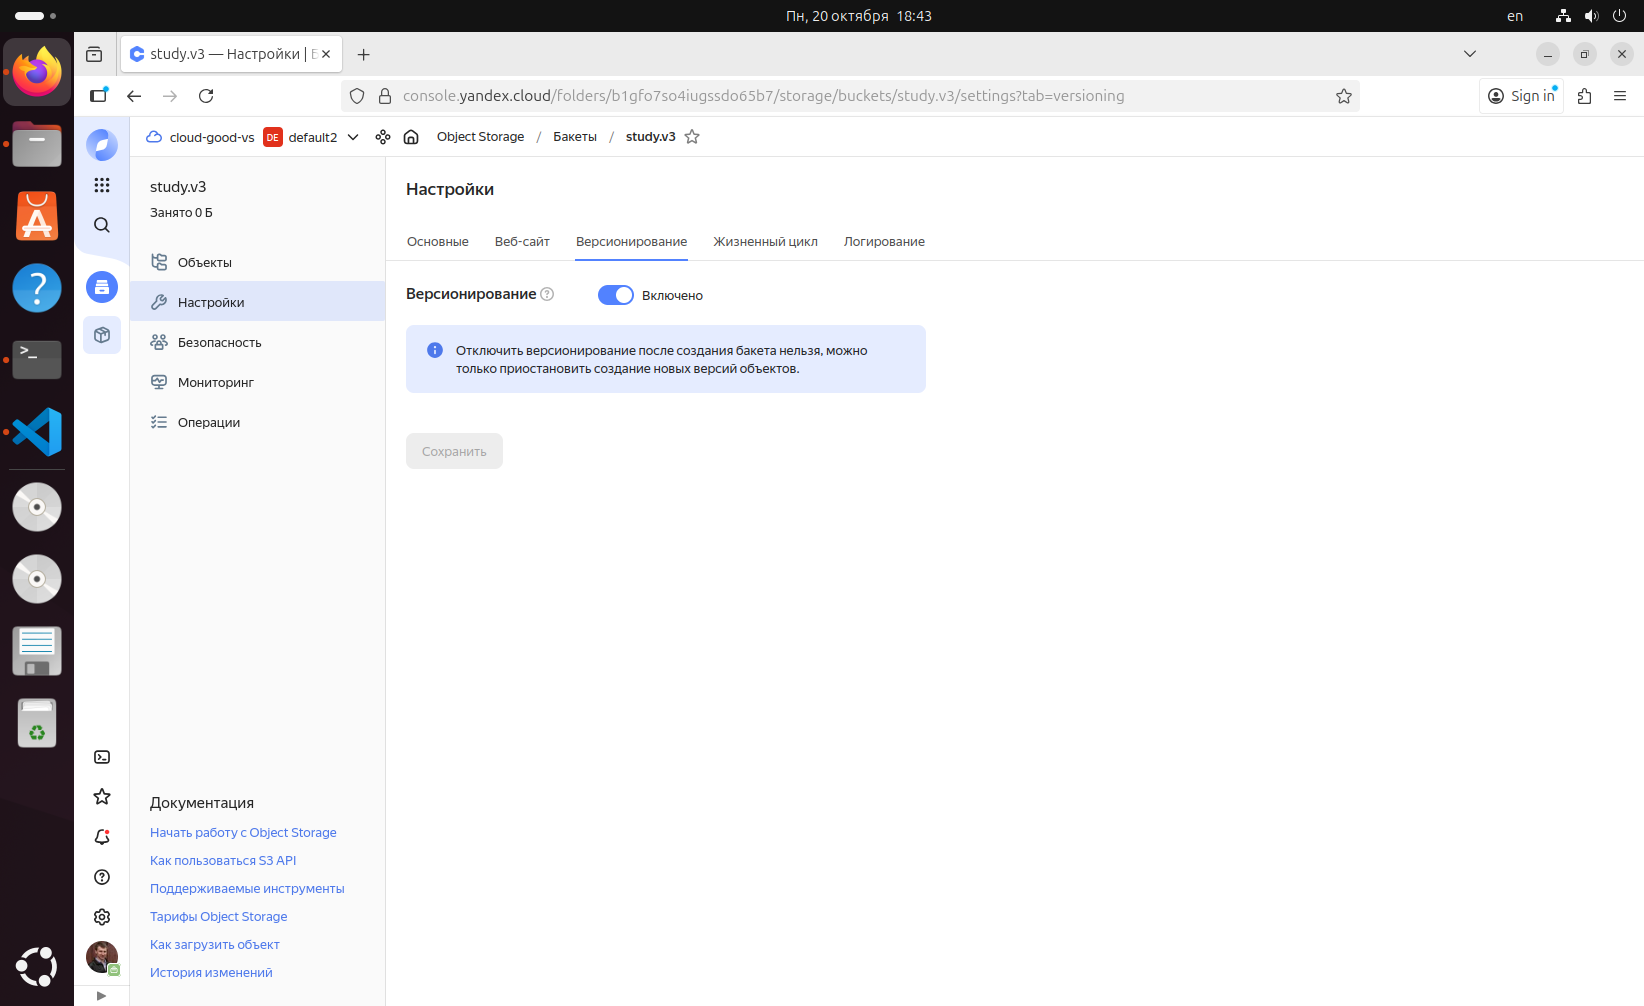 Пн, 20 октября 18:43
en
study.v3 — Настройки |
console.yandex.cloud/folders/b1gfo7so4iugssdo65b7/storage/buckets/study.v3/settings?tab=versioning
Sign in
cloud-good-vs DE default2
Object Storage / Бакеты / study.v3
study.v3
Занято 0 Б
Объекты
Настройки
Безопасность
Мониторинг
Операции
Документация
Начать работу с Object Storage
Как пользоваться S3 API
Поддерживаемые инструменты
Тарифы Object Storage
Как загрузить объект
История изменений
Настройки
Основные Веб-сайт Версионирование Жизненный цикл Логирование
Версионирование Включено
Отключить версионирование после создания бакета нельзя, можно
только приостановить создание новых версий объектов.
Сохранить